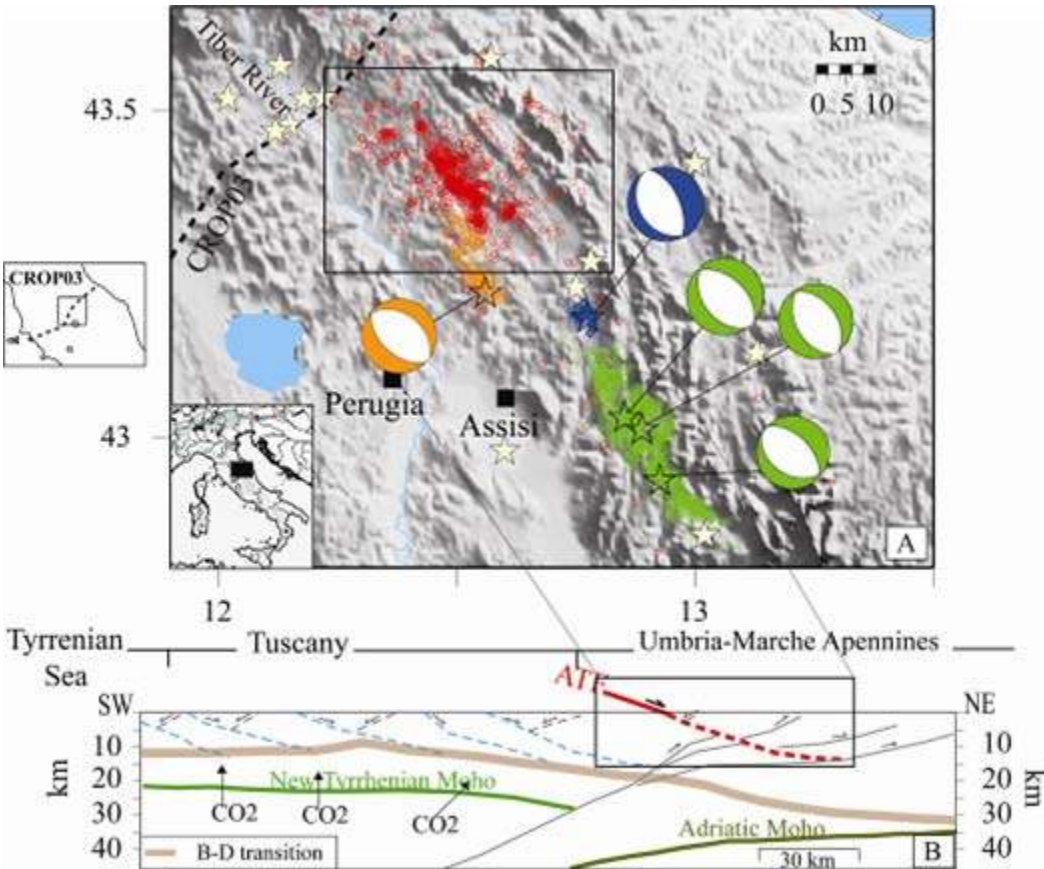 Tiber River
km
0 5 10
43.5
CROP03
CROP03
Perugia
Assisi
43
A
12
13
Tyrrenian
Sea
Tuscany
Umbria-Marche Apennines
ATF
SW
NE
10
10
20
20
30
30
40
40
km
km
New Tyrrhenian Moho
CO2
CO2
CO2
Adriatic Moho
B-D transition
30 km
B